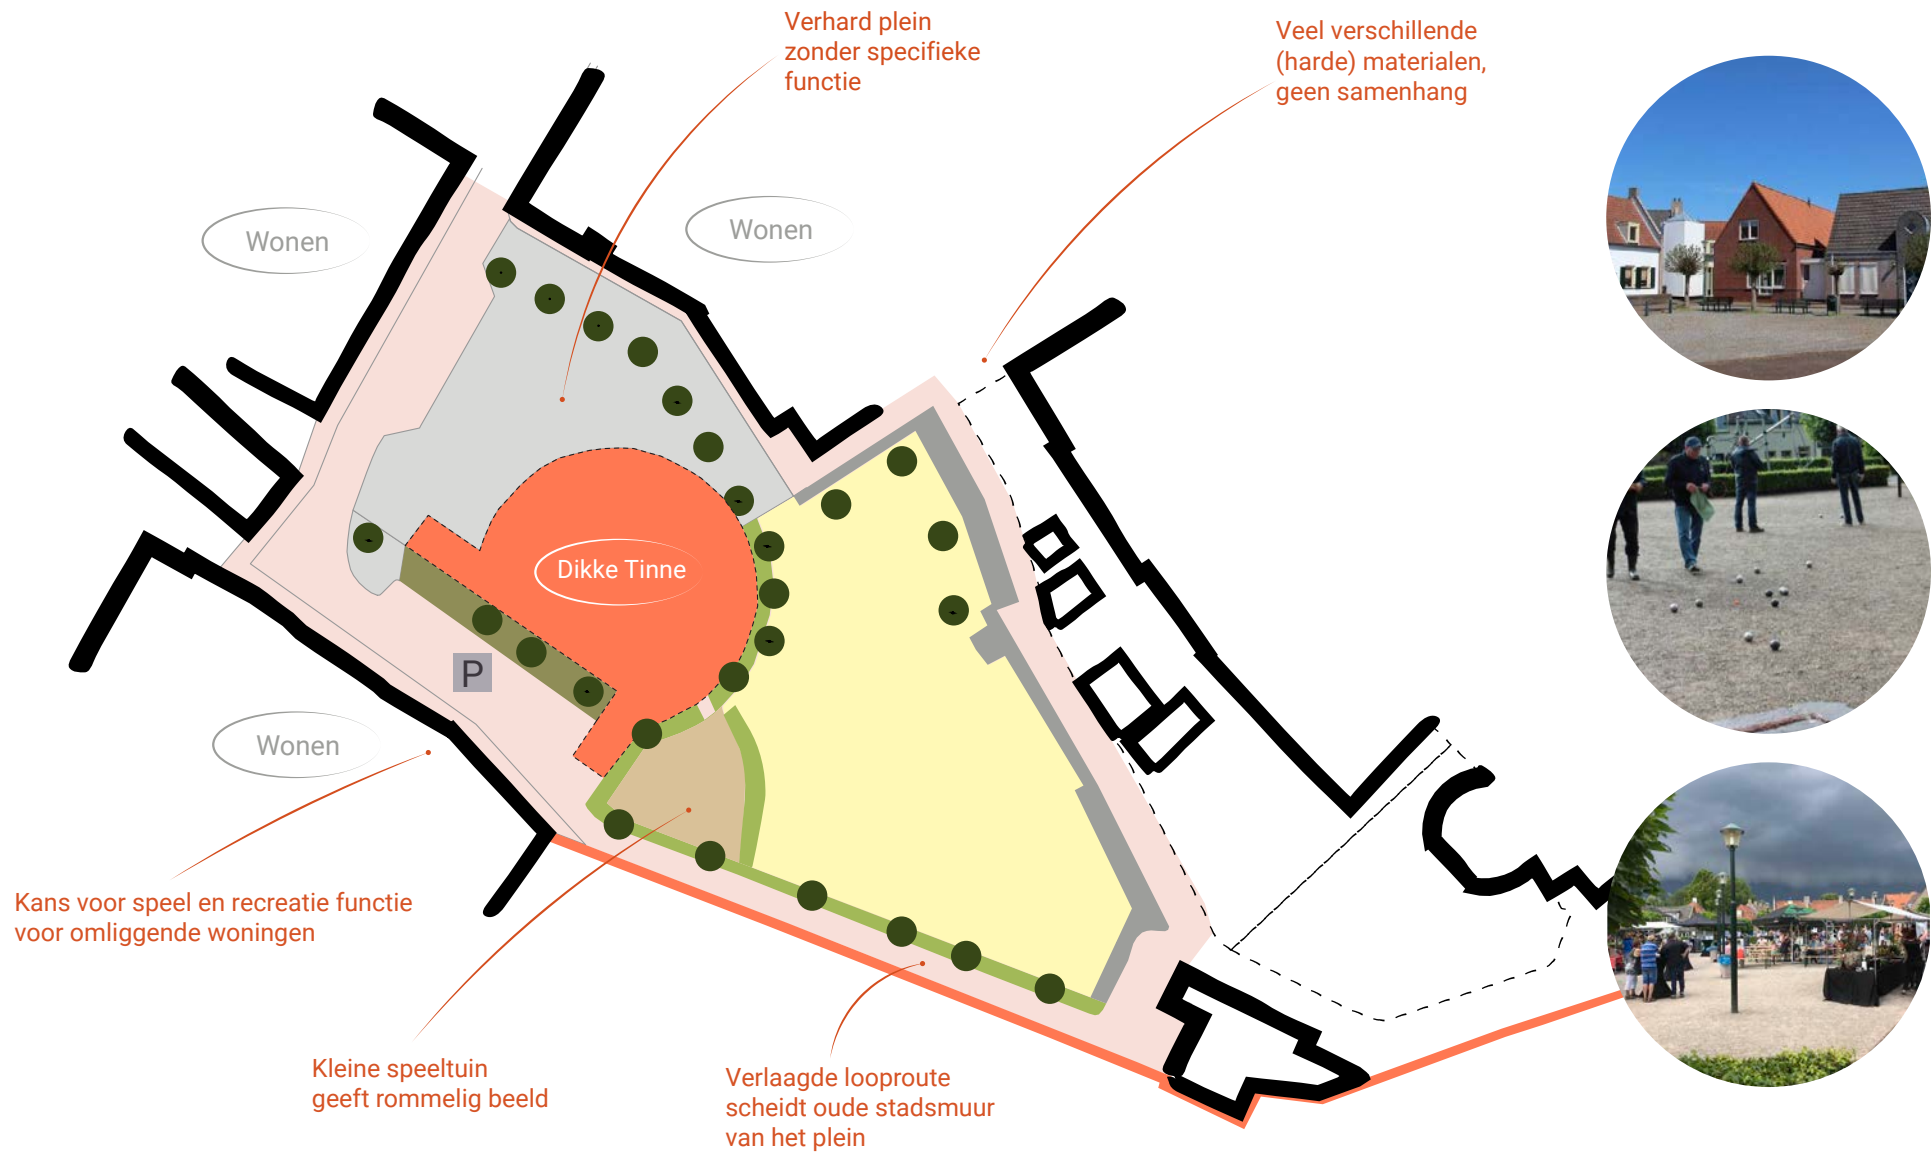 Verhard plein
zonder specifieke
functie
Veel verschillende
(harde) materialen,
geen samenhang
Wonen
Wonen
Dikke Tinne
P
Wonen
Kans voor speel en recreatie functie
voor omliggende woningen
Kleine speeltuin
geeft rommelig beeld
Verlaagde looproute
scheidt oude stadsmuur
van het plein